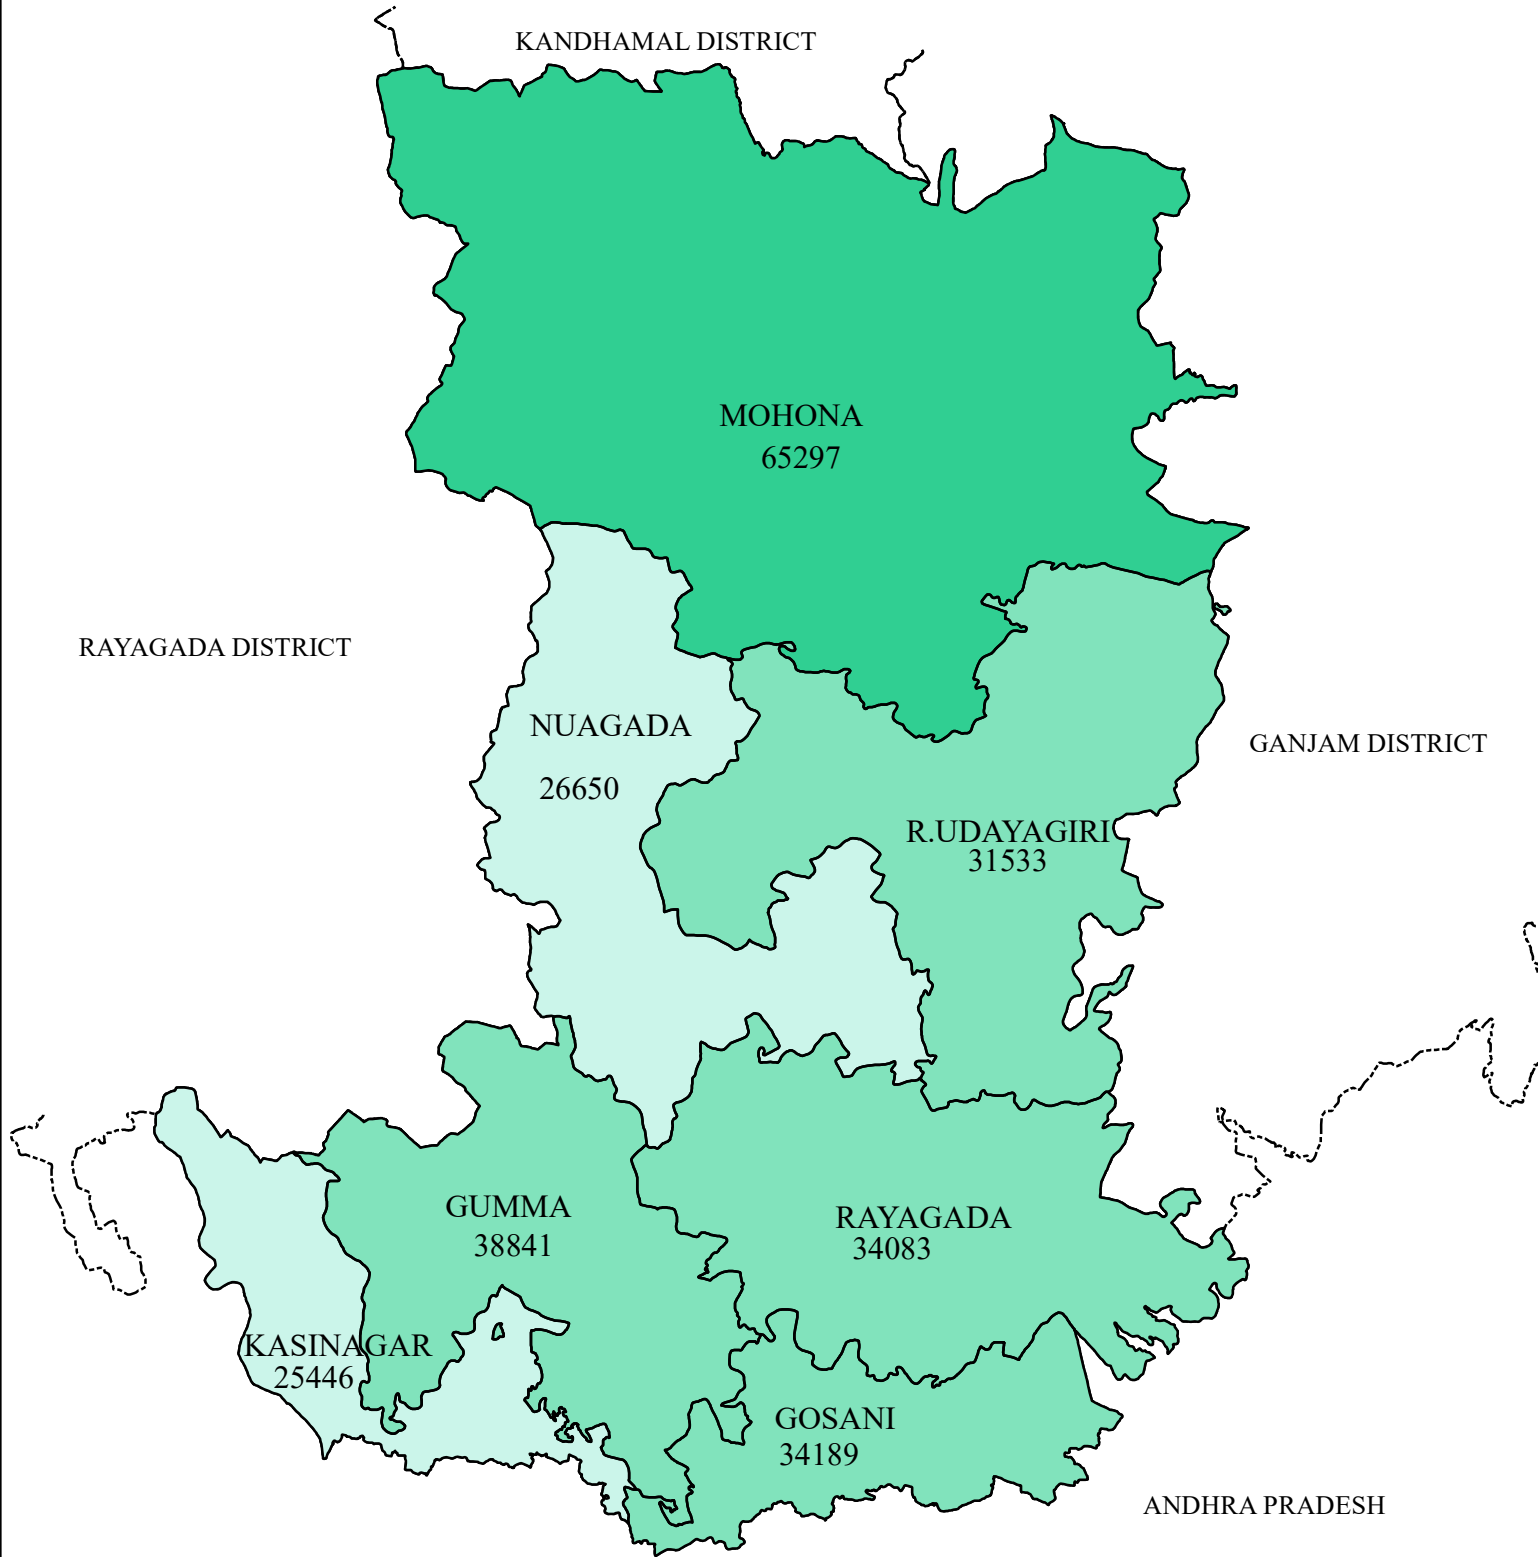 KANDHAMAL DISTRICT
MOHONA
65297
RAYAGADA DISTRICT
NUAGADA
26650
GANJAM DISTRICT
R.UDAYAGIRI
31533
GUMMA
38841
RAYAGADA
34083
KASINAGAR
25446
GOSANI
34189
ANDHRA PRADESH